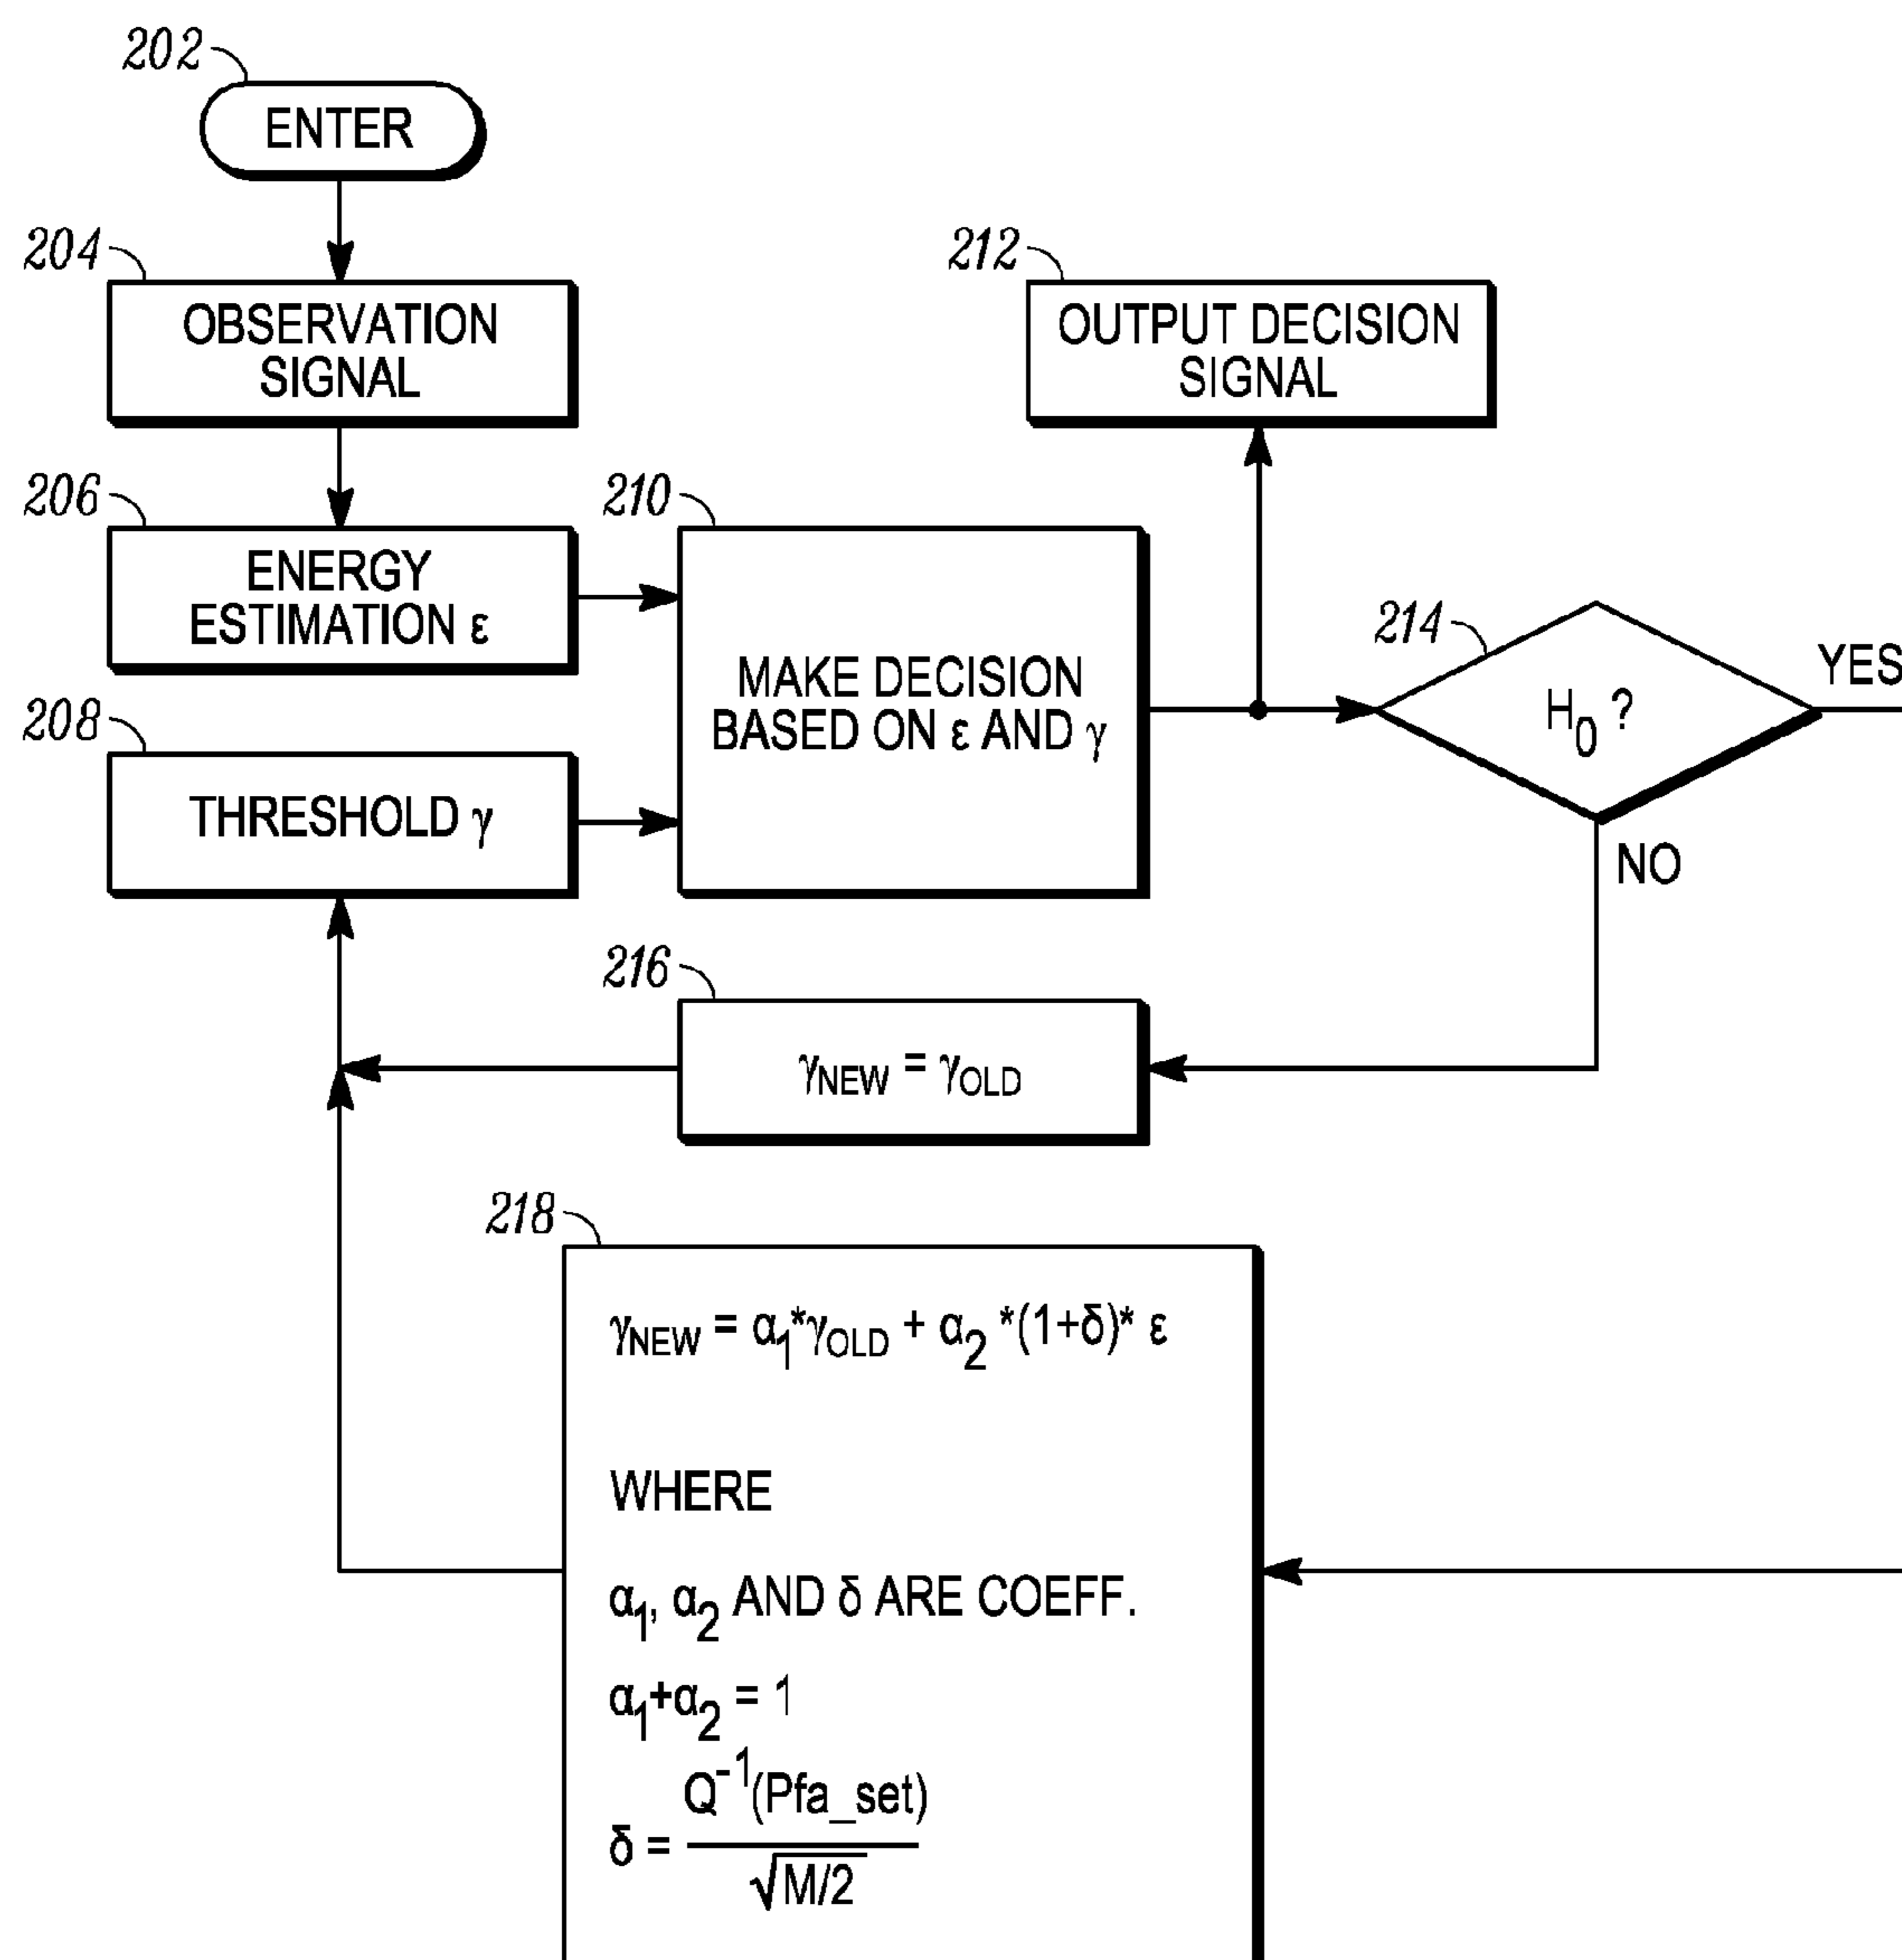 202
ENTER
204
OBSERVATION
SIGNAL
212
OUTPUT DECISION
SIGNAL
206
ENERGY
ESTIMATION ε
210
MAKE DECISION
BASED ON ε AND γ
214
H₀ ?
YES
NO
208
THRESHOLD γ
216
γNEW = γOLD
218
γNEW = α₁*γOLD + α₂ *(1+δ)* ε
WHERE
α₁, α₂ AND δ ARE COEFF.
α₁+α₂ = 1
δ = Q⁻¹(Pfa_set)
√M/2